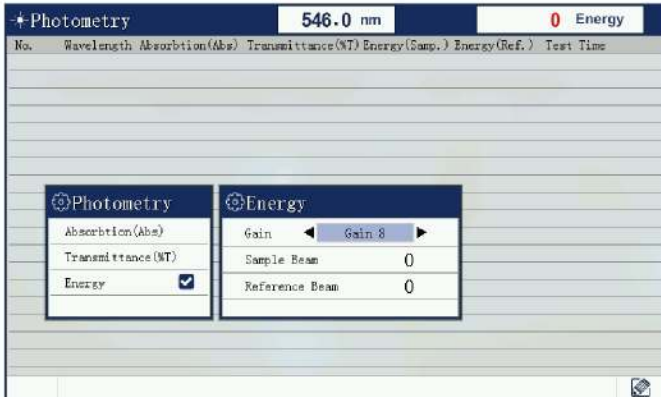 Photometry 546.0 nm 0 Energy
No. Wavelength Absorbtion(Abs) Transmittance(%T) Energy(Samp.) Energy(Ref.) Test Time
Photometry
Absorbtion(Abs)
Transmittance(%T)
Energy
Energy
Gain Gain 8
Sample Beam 0
Reference Beam 0